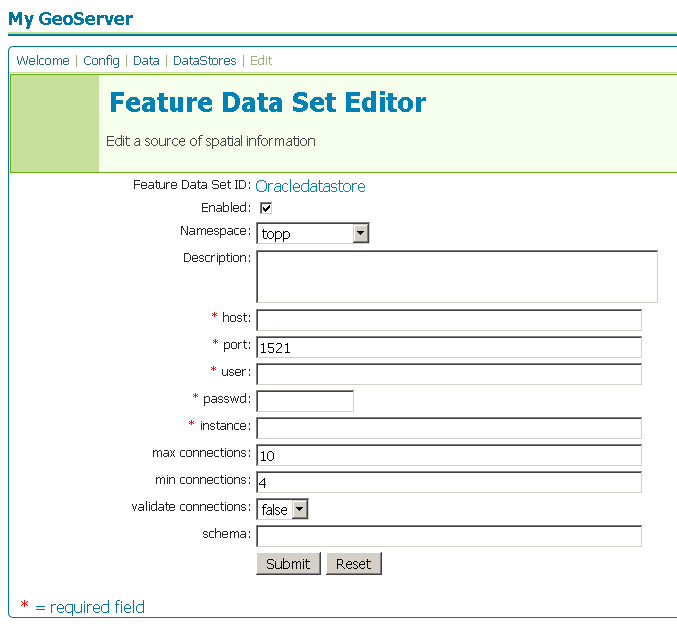 My GeoServer
Welcome | Config | Data | DataStores | Edit
Feature Data Set Editor
Edit a source of spatial information
Feature Data Set ID: Oracledatastore
Enabled:
Namespace: topp
Description:
* host:
* port: 1521
* user:
* passwd:
* instance:
max connections: 10
min connections: 4
validate connections: false
schema:
Submit Reset
* = required field